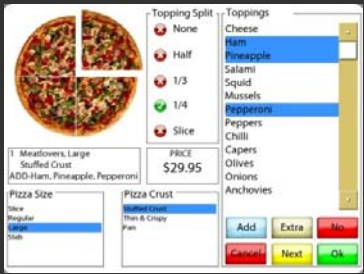 Topping Split
None
Half
1/3
1/4
Slice
Toppings
Cheese
Ham
Pineapple
Salami
Squid
Mussels
Pepperoni
Peppers
Chilli
Capers
Olives
Onions
Anchovies
1 Meatlovers, Large
Stuffed Crust
ADD-Ham, Pineapple, Pepperoni
PRICE
$29.95
Pizza Size
Slice
Regular
Large
Slab
Pizza Crust
Stuffed Crust
Thin & Crispy
Pan
Add
Extra
No
Cancel
Next
Ok